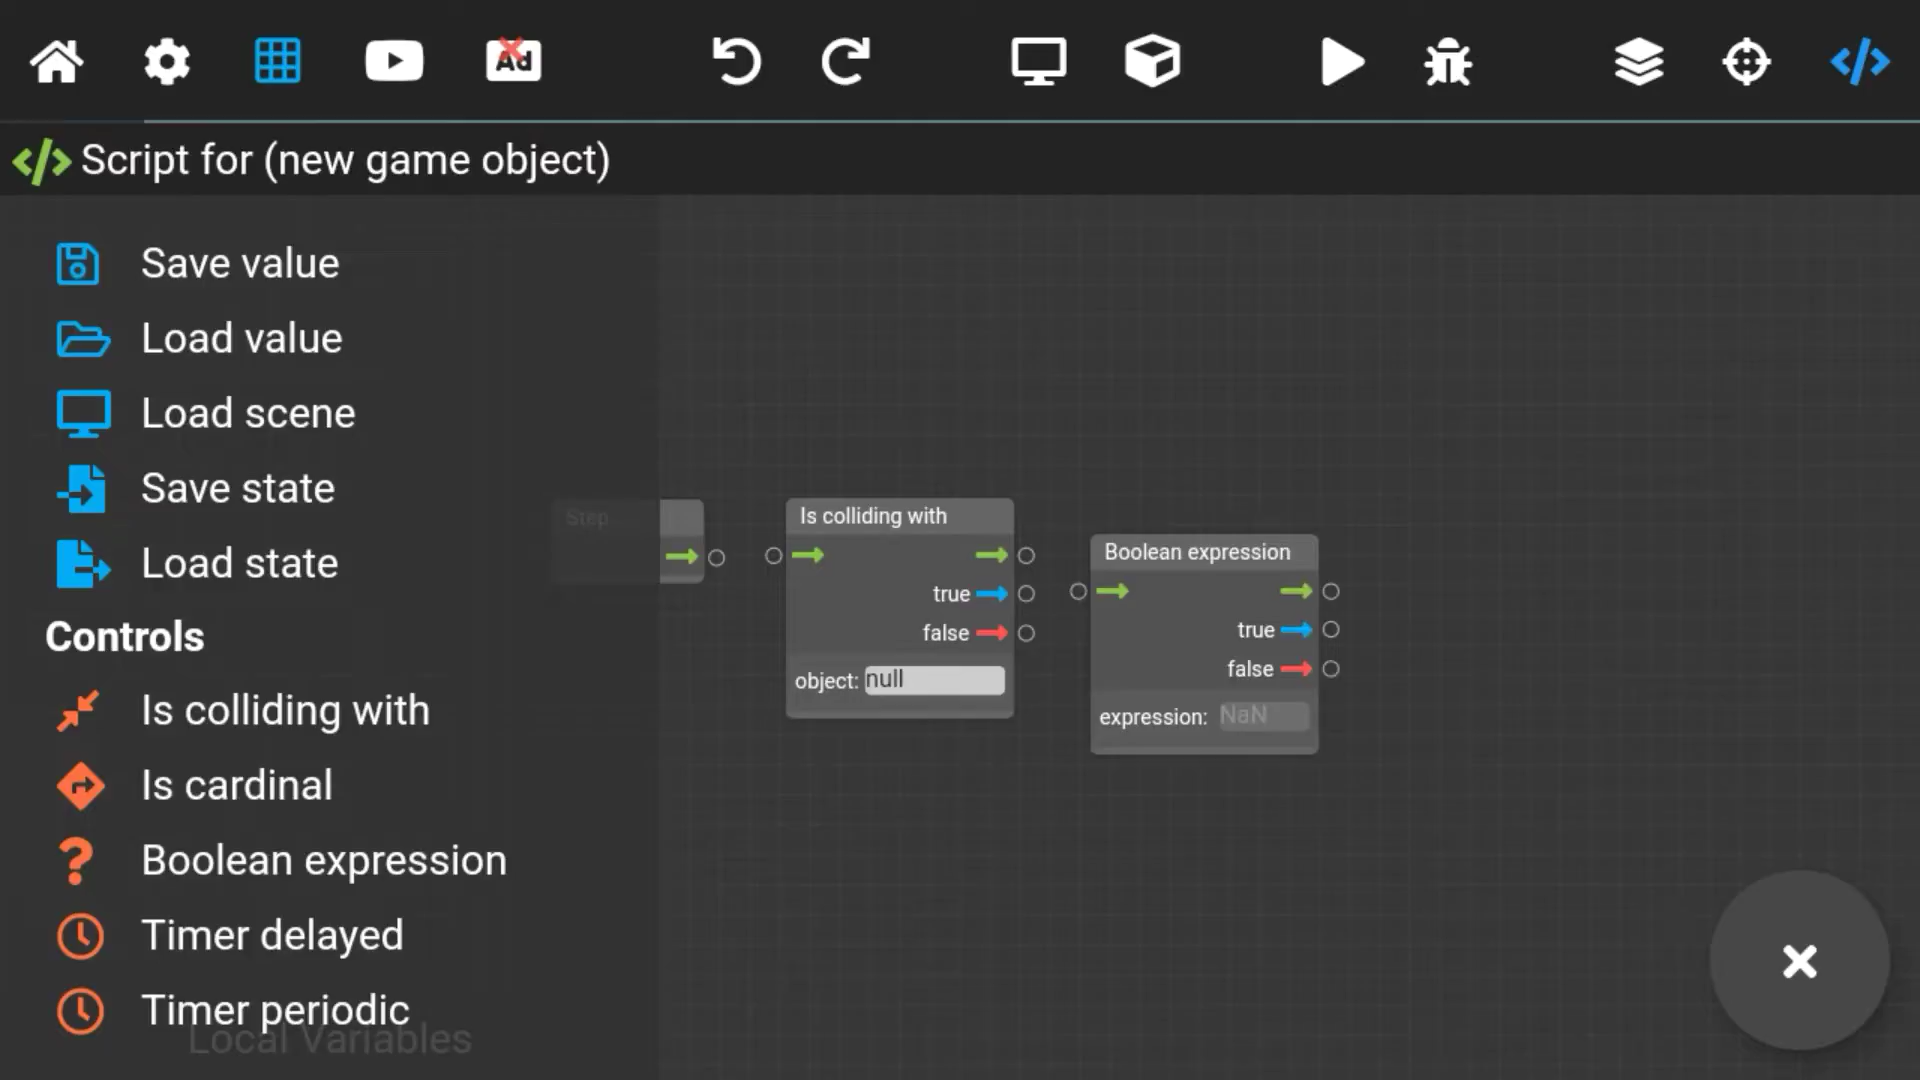 Ad
</> Script for (new game object)
Save value
Load value
Load scene
Save state
Load state
Controls
Is colliding with
Is cardinal
Boolean expression
Timer delayed
Timer periodic
Local Variables
Step
Is colliding with
true
false
object: null
Boolean expression
true
false
expression: NaN